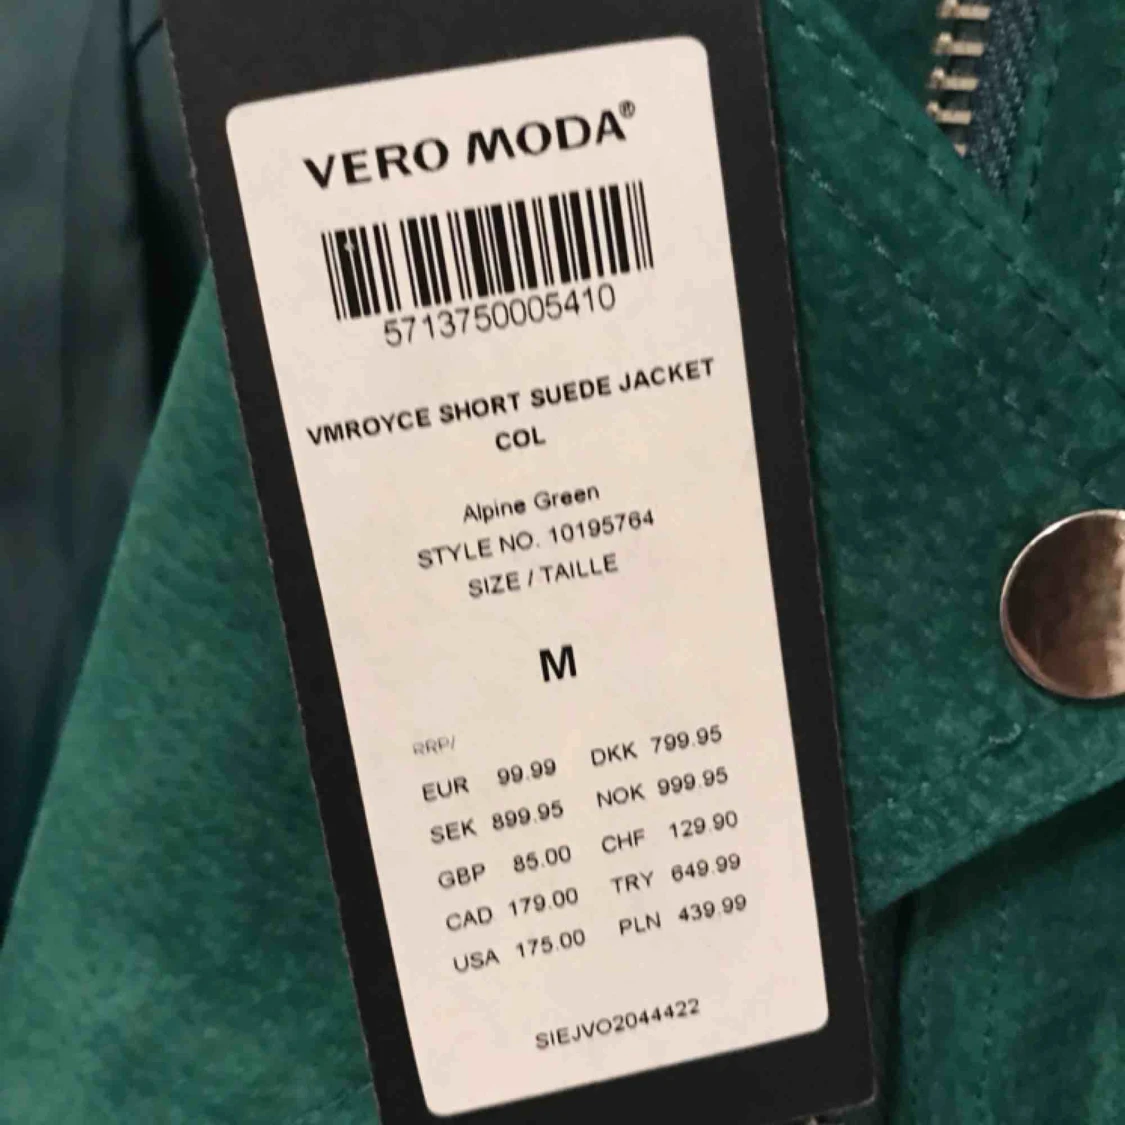 VERO MODA®
5713750005410
VMROYCE SHORT SUEDE JACKET
COL
Alpine Green
STYLE NO. 10195764
SIZE / TAILLE
M
RRP/
EUR 99.99 DKK 799.95
SEK 899.95 NOK 999.95
GBP 85.00 CHF 129.90
CAD 179.00 TRY 649.99
USA 175.00 PLN 439.99
SIEJVO2044422